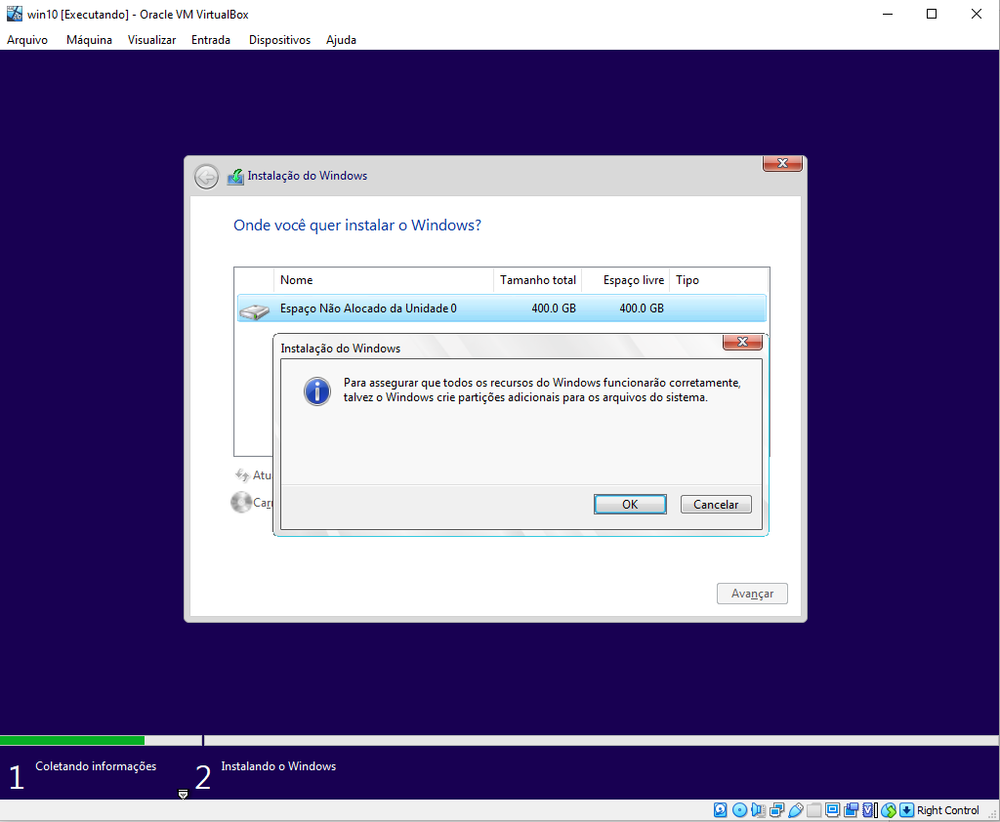 win10 [Executando] - Oracle VM VirtualBox
Arquivo Máquina Visualizar Entrada Dispositivos Ajuda
Instalação do Windows
Onde você quer instalar o Windows?
Nome Tamanho total Espaço livre Tipo
Espaço Não Alocado da Unidade 0 400.0 GB 400.0 GB
Instalação do Windows
Para assegurar que todos os recursos do Windows funcionarão corretamente,
talvez o Windows crie partições adicionais para os arquivos do sistema.
Atu
Car
OK Cancelar
Avançar
1 Coletando informações 2 Instalando o Windows
Right Control